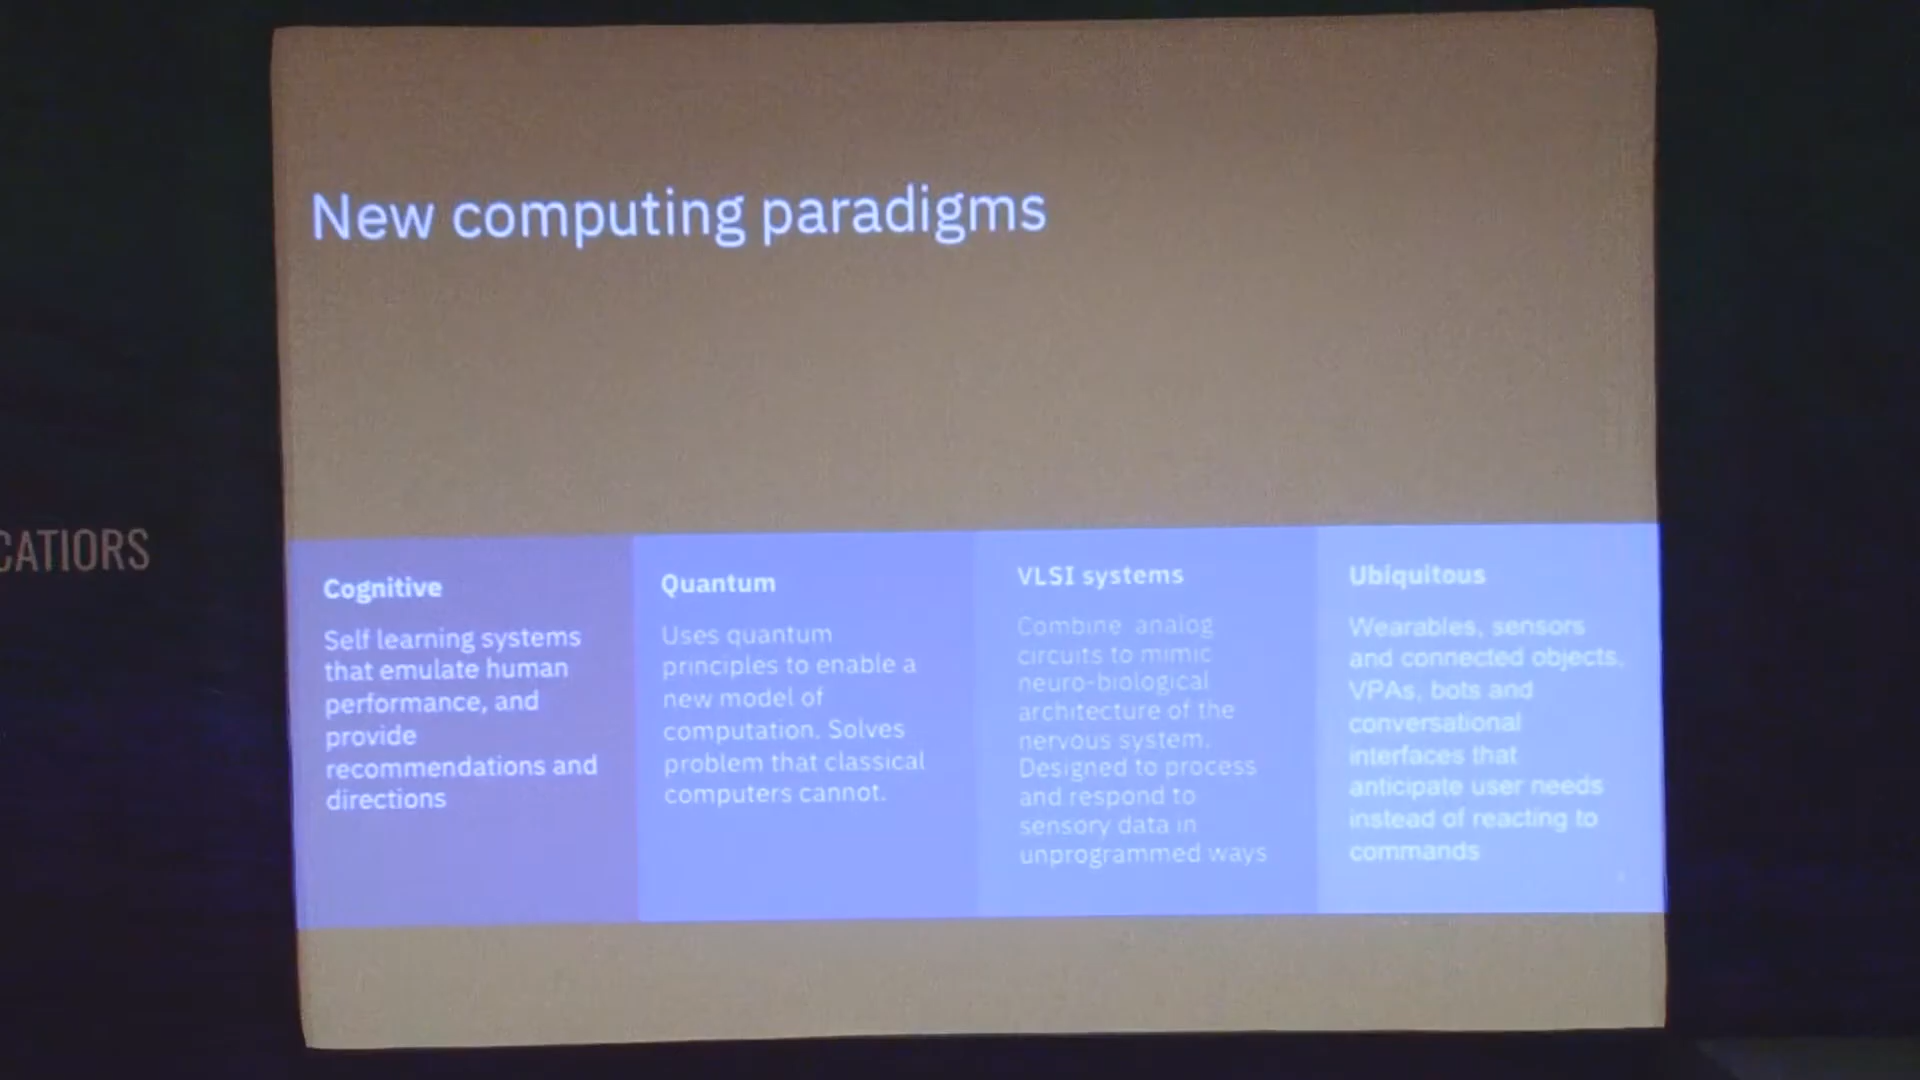 New computing paradigms
CATIORS
Cognitive
Self learning systems
that emulate human
performance, and
provide
recommendations and
directions
Quantum
Uses quantum
principles to enable a
new model of
computation. Solves
problem that classical
computers cannot.
VLSI systems
Combine analog
circuits to mimic
neuro-biological
architecture of the
nervous system.
Designed to process
and respond to
sensory data in
unprogrammed ways
Ubiquitous
Wearables, sensors
and connected objects,
VPAs, bots and
conversational
interfaces that
anticipate user needs
instead of reacting to
commands